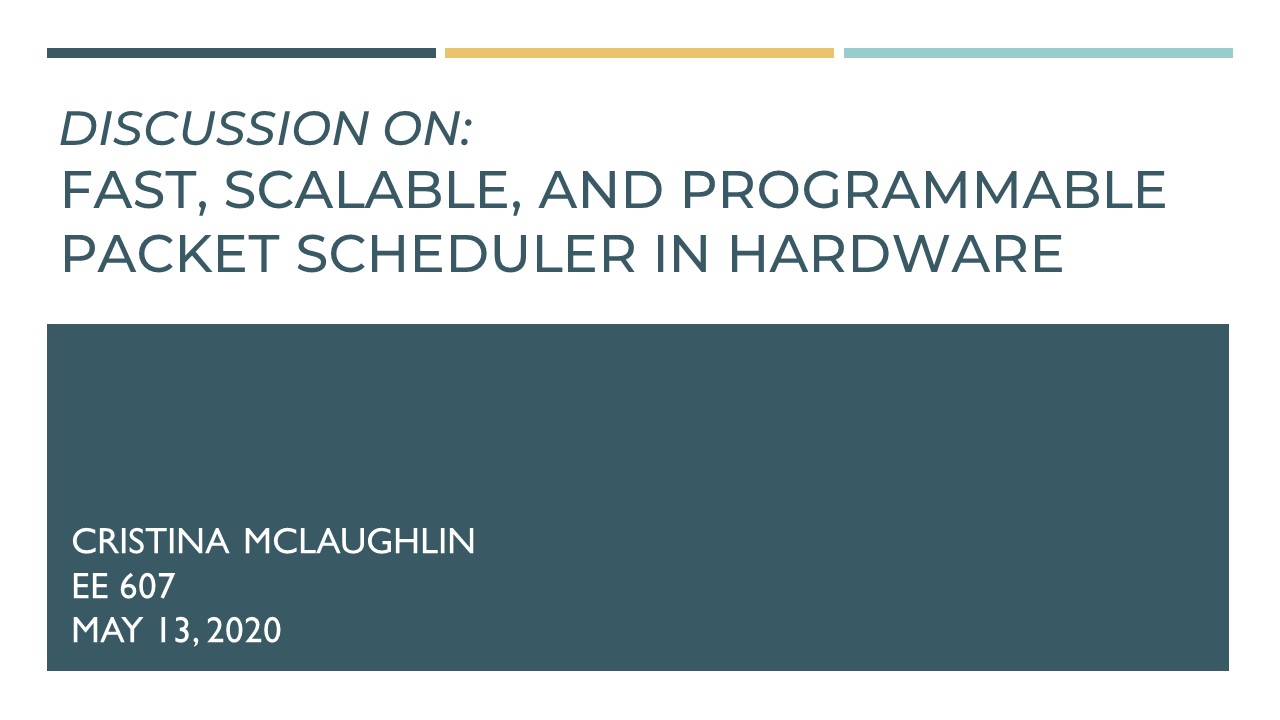 DISCUSSION ON:
FAST, SCALABLE, AND PROGRAMMABLE
PACKET SCHEDULER IN HARDWARE
CRISTINA MCLAUGHLIN
EE 607
MAY 13, 2020